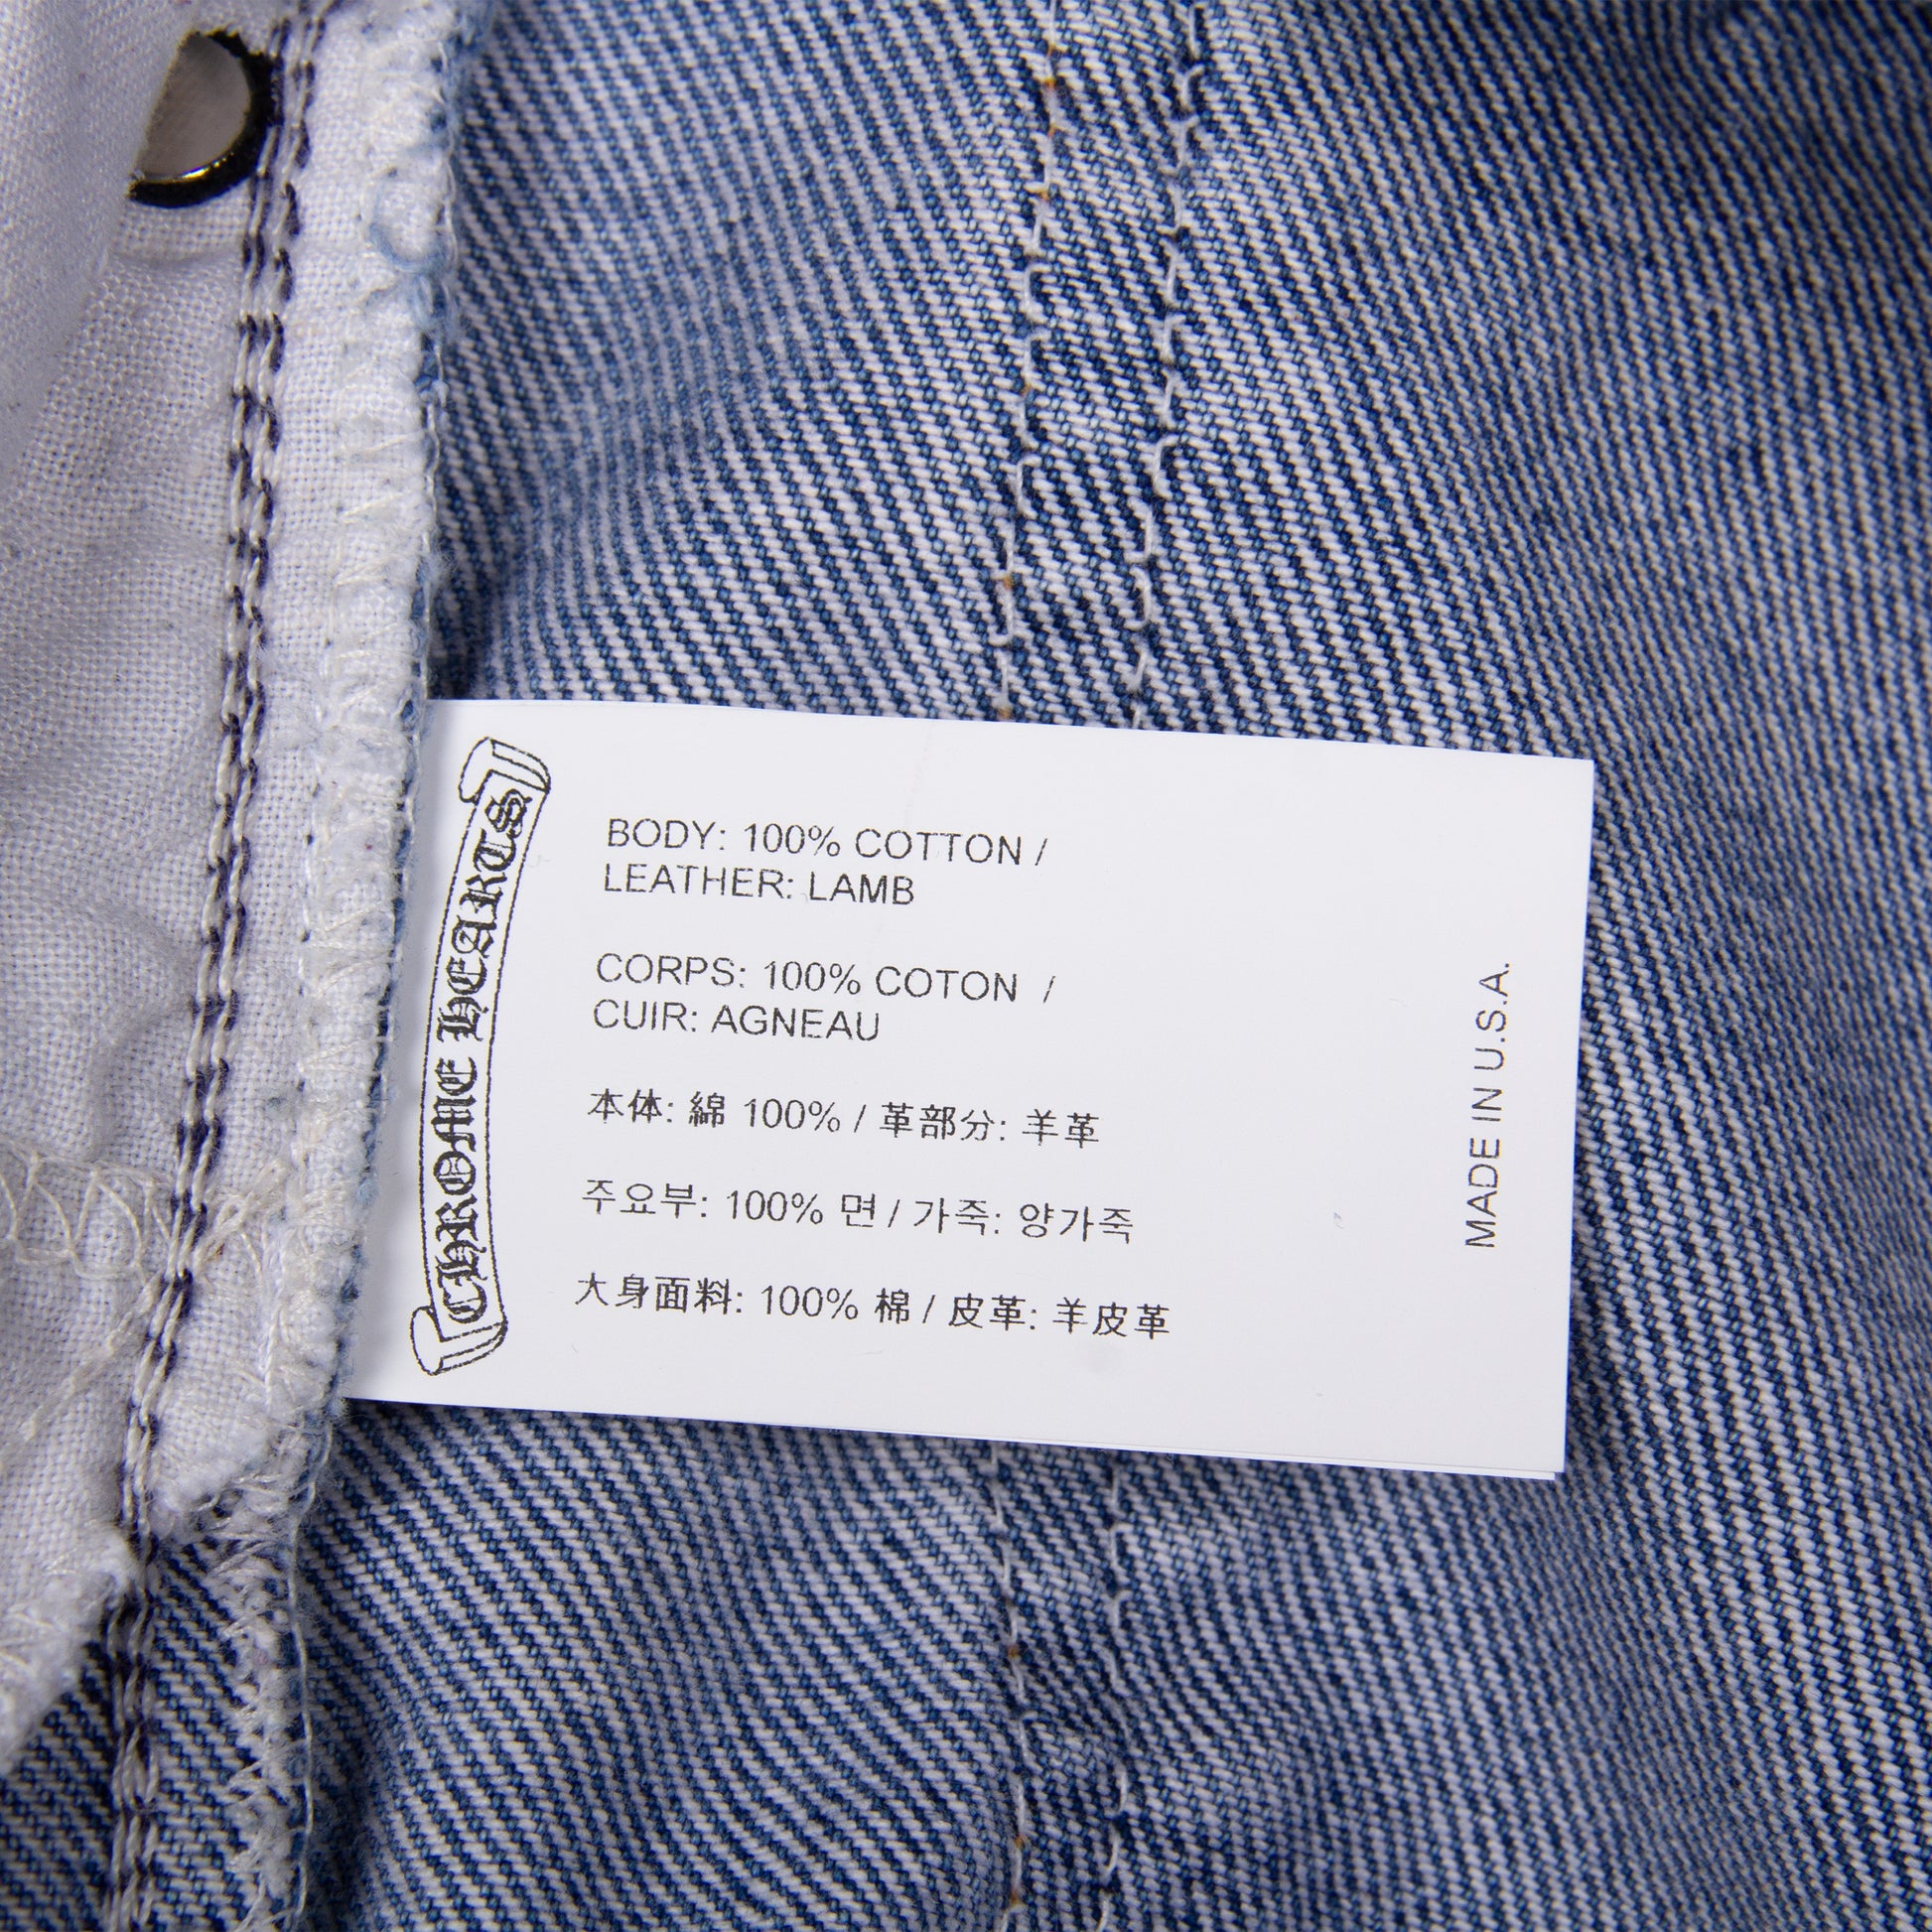 CHROME HEARTS
BODY: 100% COTTON /
LEATHER: LAMB
CORPS: 100% COTON /
CUIR: AGNEAU
本体: 綿 100% / 革部分: 羊革
주요부: 100% 면 / 가죽: 양가죽
大身面料: 100% 棉 / 皮革: 羊皮革
MADE IN U.S.A.